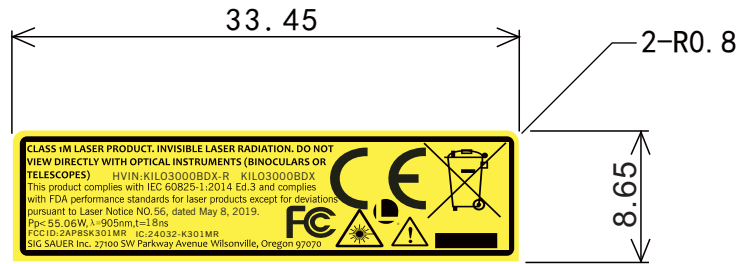 33.45
2-R0.8
8.65
CLASS 1M LASER PRODUCT. INVISIBLE LASER RADIATION. DO NOT
VIEW DIRECTLY WITH OPTICAL INSTRUMENTS (BINOCULARS OR
TELESCOPES) HVIN:KILO3000BDX-R KILO3000BDX
This product complies with IEC 60825-1:2014 Ed.3 and complies
with FDA performance standards for laser products except for deviations
pursuant to Laser Notice NO.56, dated May 8, 2019.
Pp< 55.06W, λ=905nm,t=18ns
FCCID:2AP8SK301MR IC:24032-K301MR
SIG SAUER Inc. 27100 SW Parkway Avenue Wilsonville, Oregon 97070
CE
FC